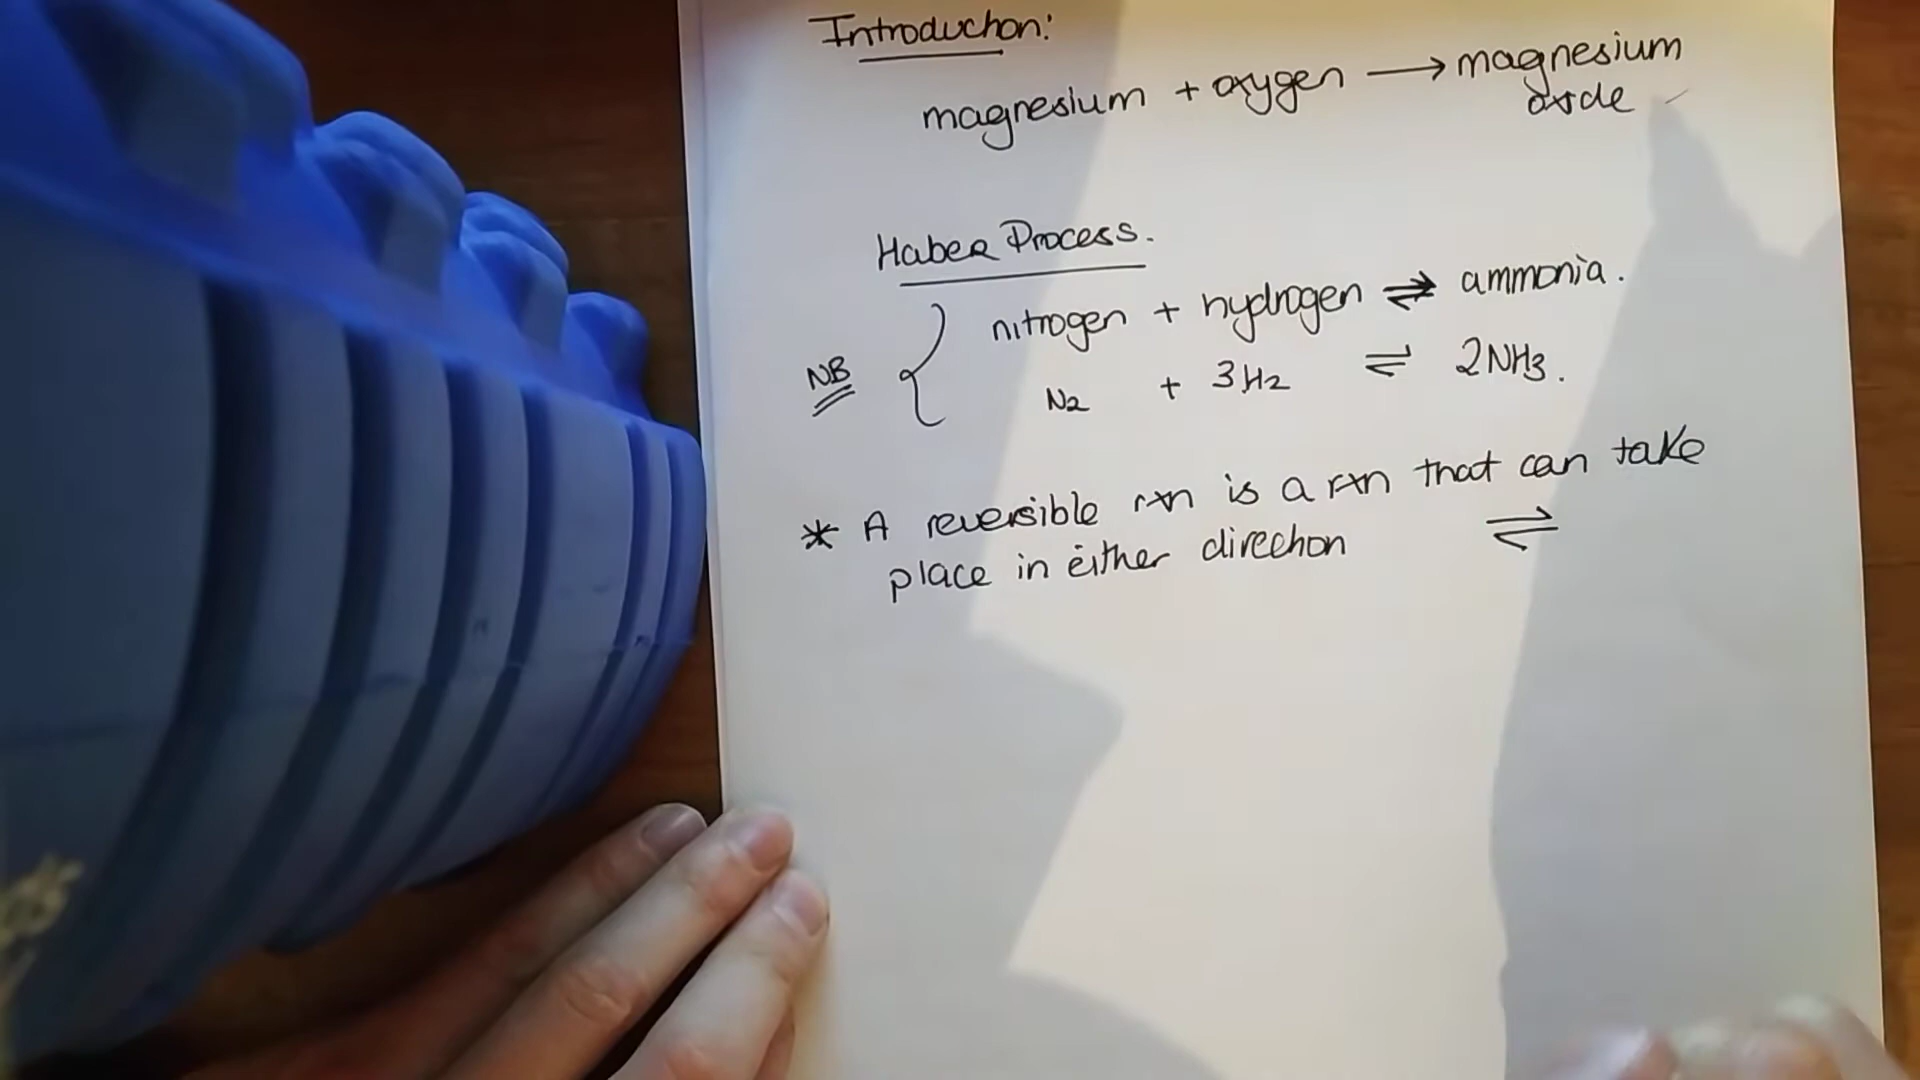 Introduction:
magnesium + oxygen → magnesium
oxide
Haber Process.
nitrogen + hydrogen ⇌ ammonia.
NB
N2 + 3H2 ⇌ 2NH3.
* A reversible rxn is a rxn that can take
place in either direction ⇌